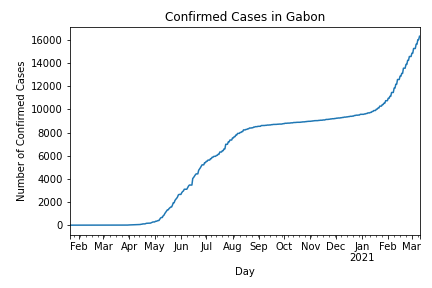 Confirmed Cases in Gabon
Number of Confirmed Cases
16000
14000
12000
10000
8000
6000
4000
2000
0
Feb Mar Apr May Jun Jul Aug Sep Oct Nov Dec Jan Feb Mar
2021
Day